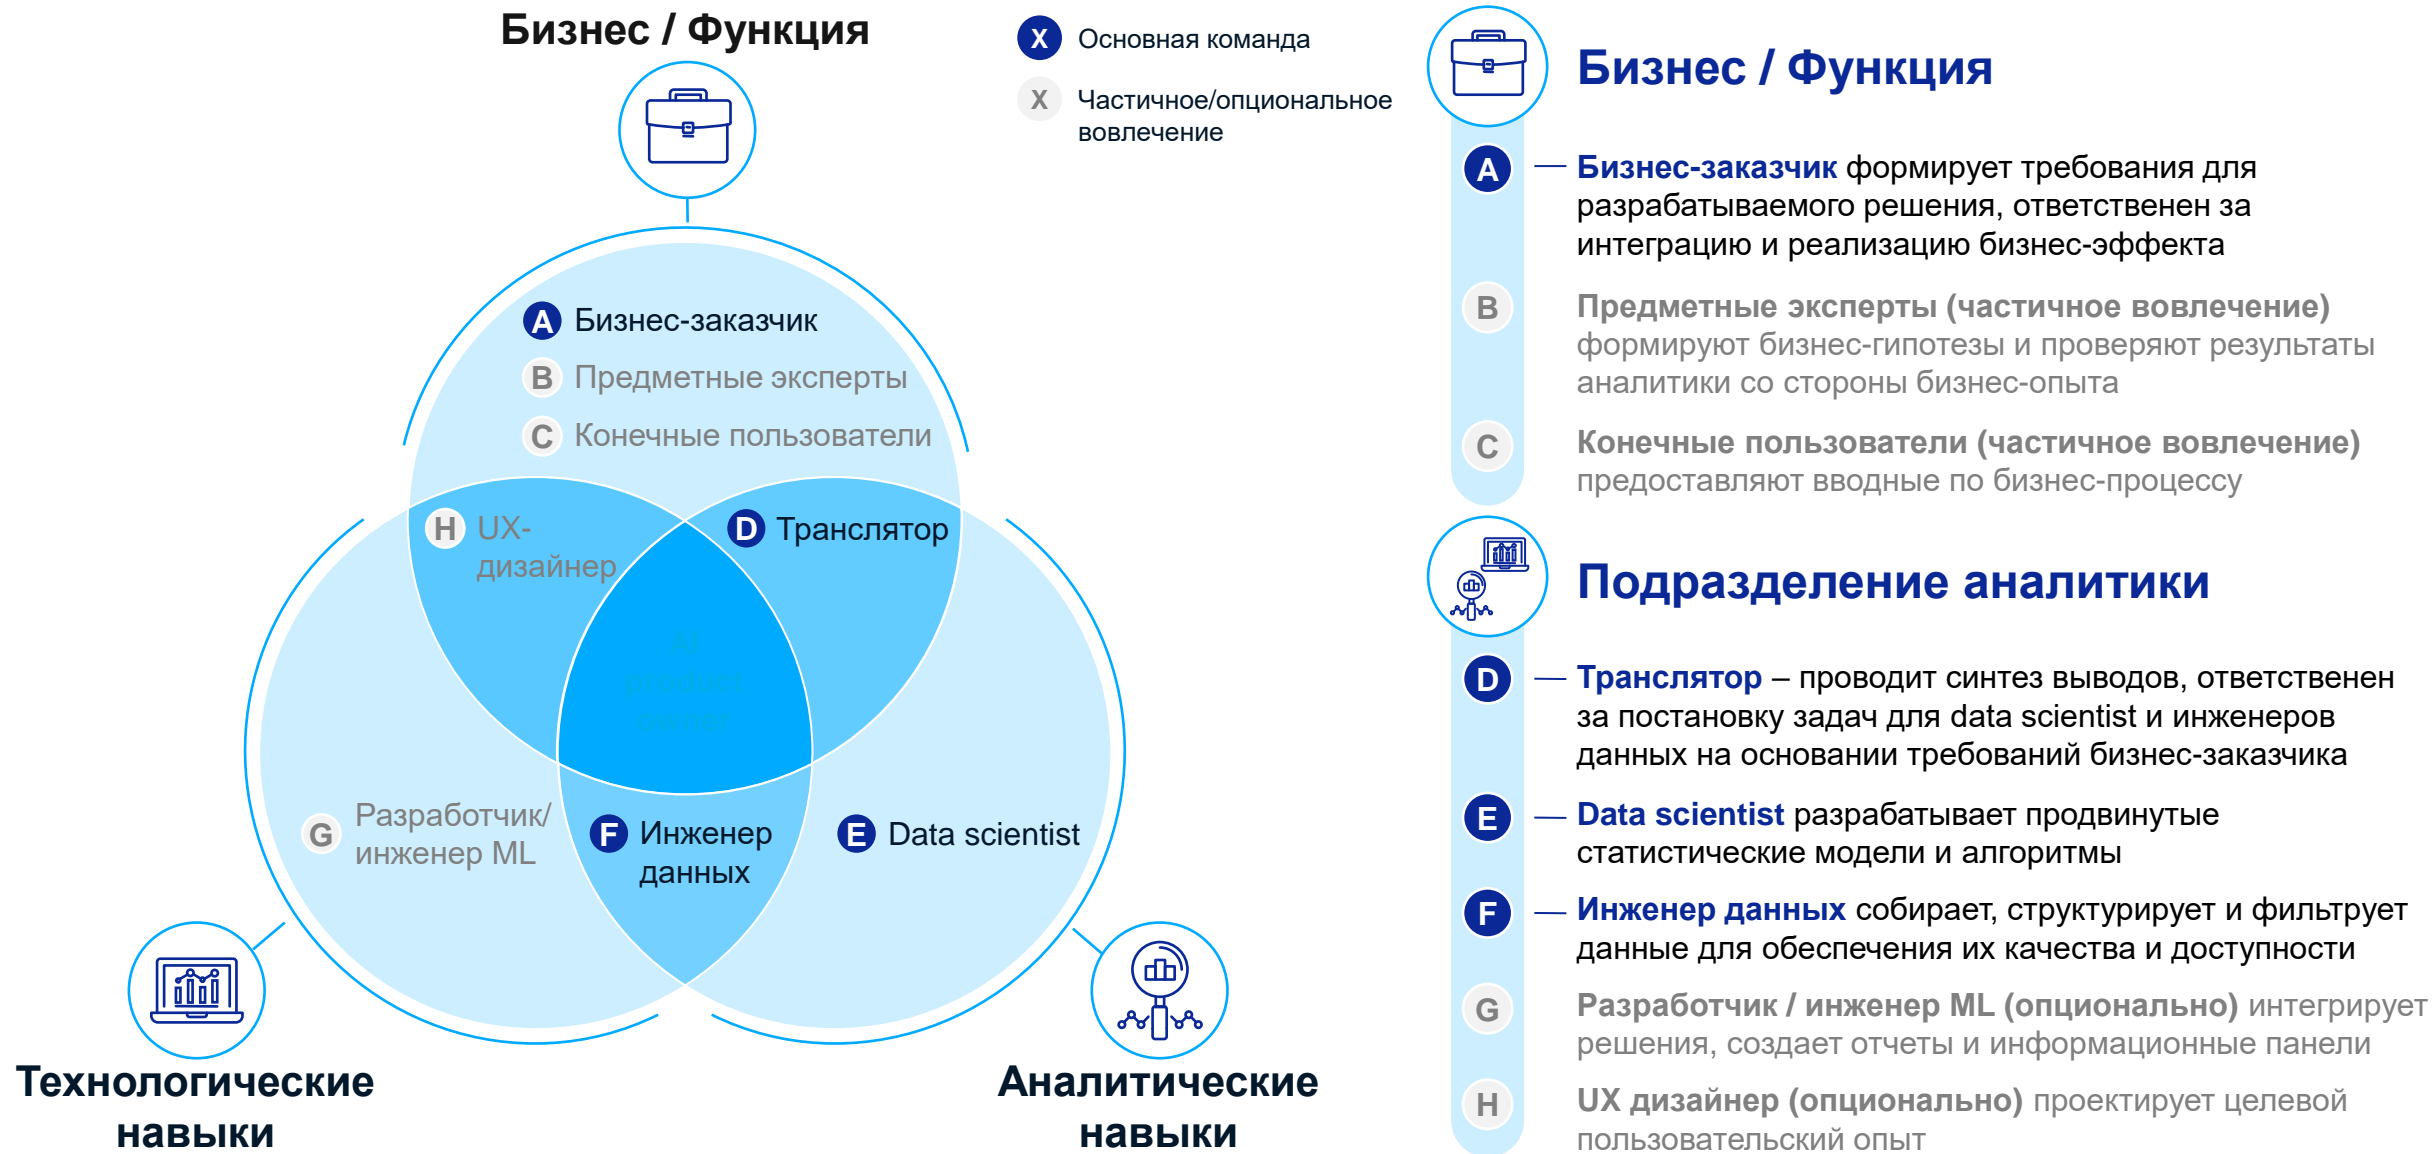 Бизнес / Функция
X Основная команда
X Частичное/опциональное
вовлечение
A Бизнес-заказчик
B Предметные эксперты
C Конечные пользователи
H UX-
дизайнер
D Транслятор
AI
product
owner
G Разработчик/
инженер ML
F Инженер
данных
E Data scientist
Технологические
навыки
Аналитические
навыки
Бизнес / Функция
A Бизнес-заказчик формирует требования для
разрабатываемого решения, ответственен за
интеграцию и реализацию бизнес-эффекта
B Предметные эксперты (частичное вовлечение)
формируют бизнес-гипотезы и проверяют результаты
аналитики со стороны бизнес-опыта
C Конечные пользователи (частичное вовлечение)
предоставляют вводные по бизнес-процессу
Подразделение аналитики
D Транслятор – проводит синтез выводов, ответственен
за постановку задач для data scientist и инженеров
данных на основании требований бизнес-заказчика
E Data scientist разрабатывает продвинутые
статистические модели и алгоритмы
F Инженер данных собирает, структурирует и фильтрует
данные для обеспечения их качества и доступности
G Разработчик / инженер ML (опционально) интегрирует
решения, создает отчеты и информационные панели
H UX дизайнер (опционально) проектирует целевой
пользовательский опыт